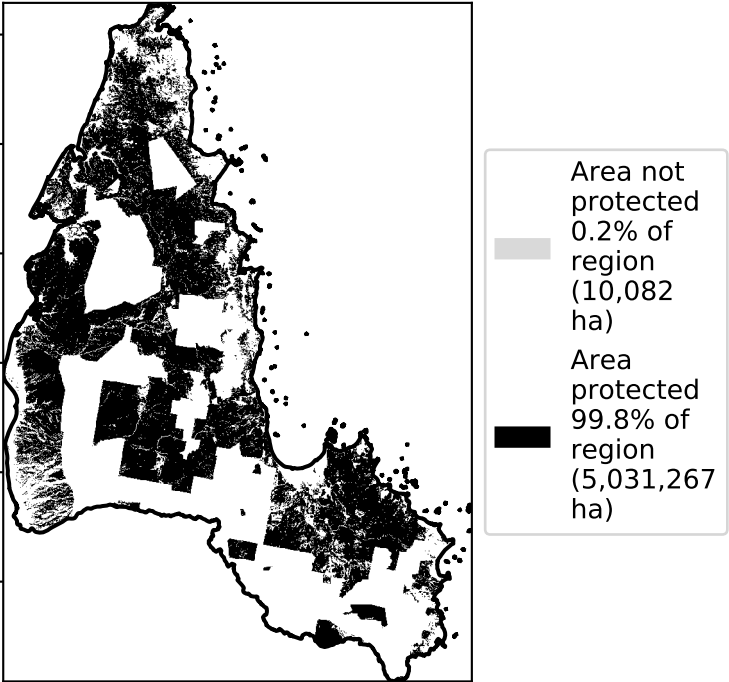 Area not
protected
0.2% of
region
(10,082
ha)
Area
protected
99.8% of
region
(5,031,267
ha)